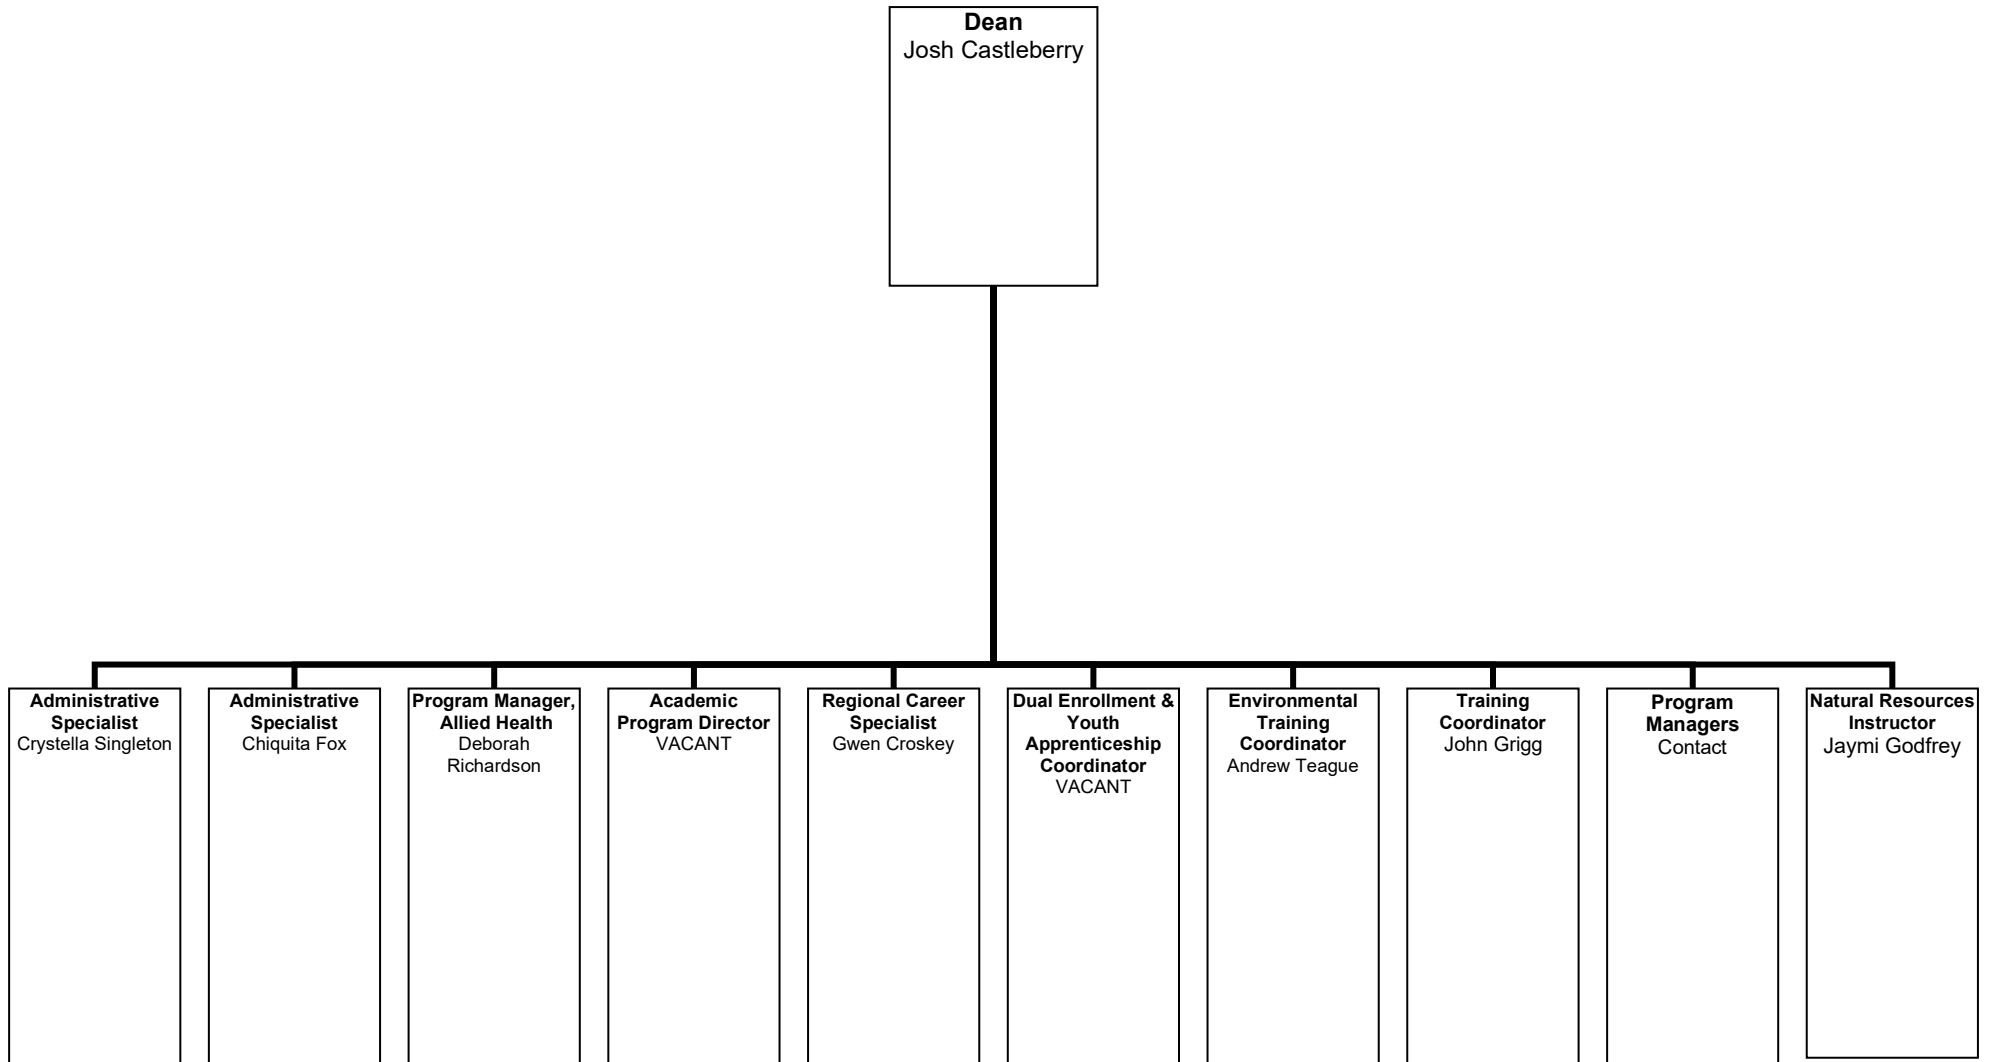 Dean
Josh Castleberry
Administrative
Specialist
Crystella Singleton
Administrative
Specialist
Chiquita Fox
Program Manager,
Allied Health
Deborah
Richardson
Academic
Program Director
VACANT
Regional Career
Specialist
Gwen Croskey
Dual Enrollment &
Youth
Apprenticeship
Coordinator
VACANT
Environmental
Training
Coordinator
Andrew Teague
Training
Coordinator
John Grigg
Program
Managers
Contact
Natural Resources
Instructor
Jaymi Godfrey